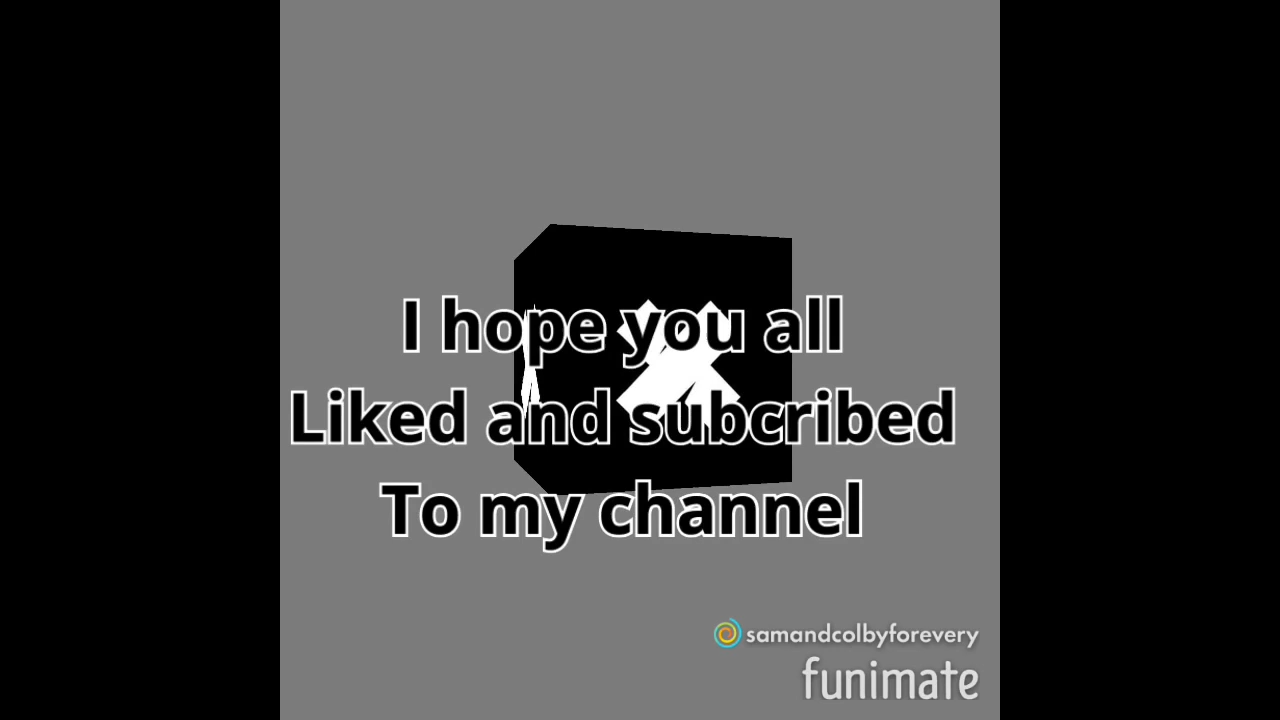 I hope you all
Liked and subcribed
To my channel
samandcolbyforevery
funimate